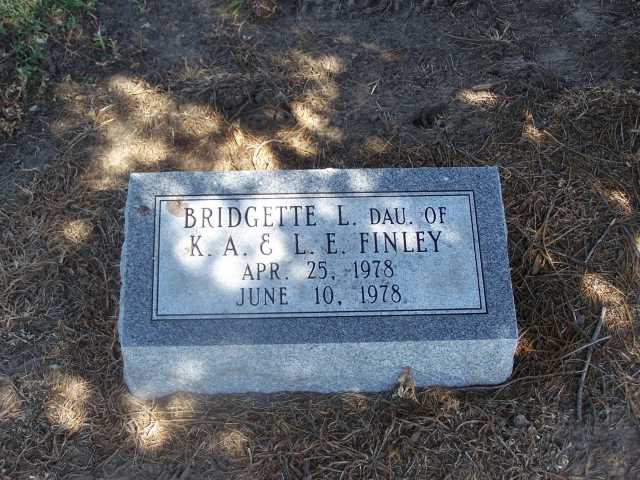 BRIDGETTE L. DAU. OF
K. A. & L. E. FINLEY
APR. 25, 1978
JUNE 10, 1978